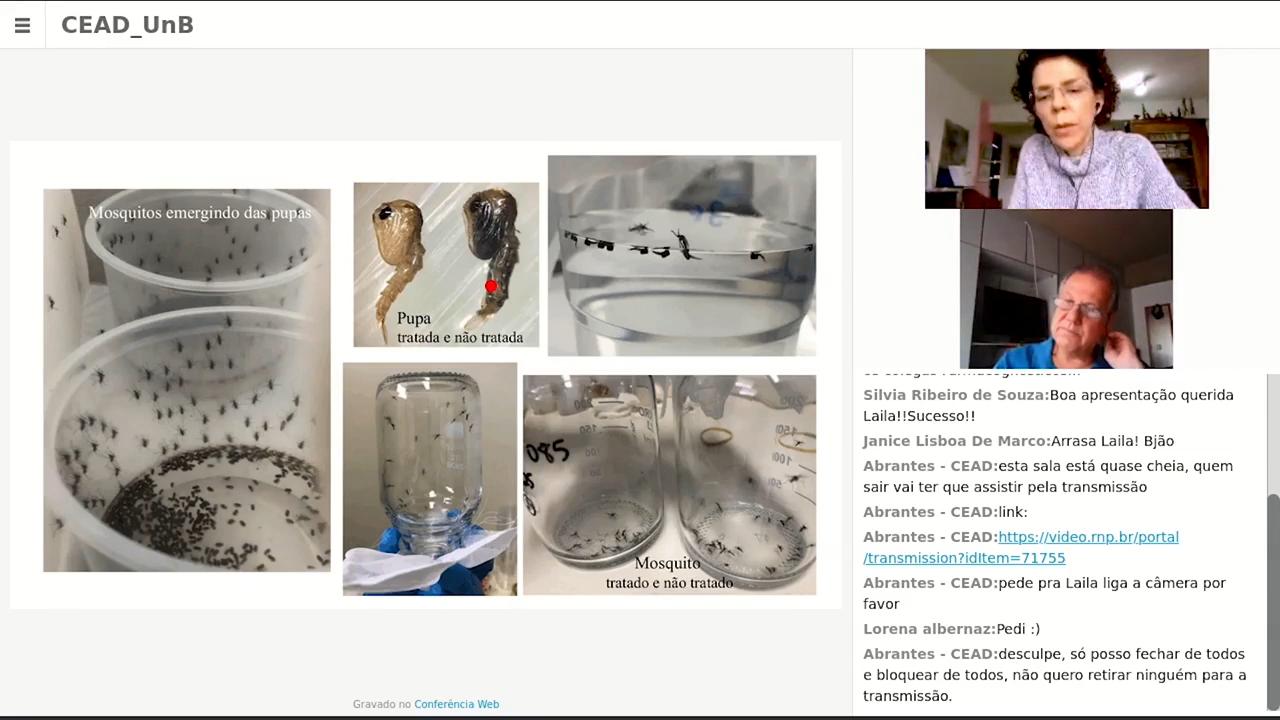 CEAD_UnB
Mosquitos emergindo das pupas
Pupa
tratada e não tratada
085
Mosquito
tratado e não tratado
Silvia Ribeiro de Souza:Boa apresentação querida
Laila!!Sucesso!!
Janice Lisboa De Marco:Arrasa Laila! Bjão
Abrantes - CEAD:esta sala está quase cheia, quem
sair vai ter que assistir pela transmissão
Abrantes - CEAD:link:
Abrantes - CEAD:https://video.rnp.br/portal
/transmission?idItem=71755
Abrantes - CEAD:pede pra Laila liga a câmera por
favor
Lorena albernaz:Pedi :)
Abrantes - CEAD:desculpe, só posso fechar de todos
e bloquear de todos, não quero retirar ninguém para a
transmissão.
Gravado no Conferência Web